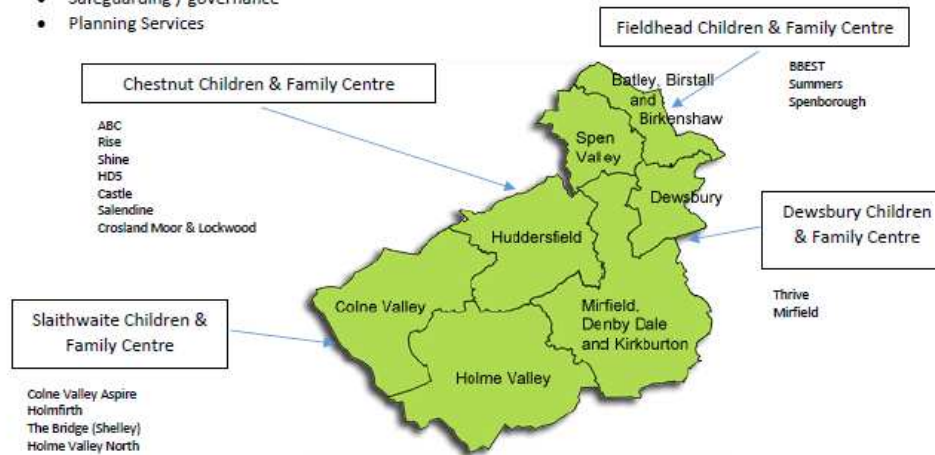 • Safeguarding / governance
• Planning Services
Fieldhead Children & Family Centre
BBEST
Summers
Spenborough
Chestnut Children & Family Centre
ABC
Rise
Shine
HD5
Castle
Salendine
Crosland Moor & Lockwood
Batley, Birstall
and
Birkenshaw
Spen
Valley
Dewsbury
Huddersfield
Colne Valley
Mirfield,
Denby Dale
and Kirkburton
Holme Valley
Dewsbury Children
& Family Centre
Thrive
Mirfield
Slaithwaite Children &
Family Centre
Colne Valley Aspire
Holmfirth
The Bridge (Shelley)
Holme Valley North